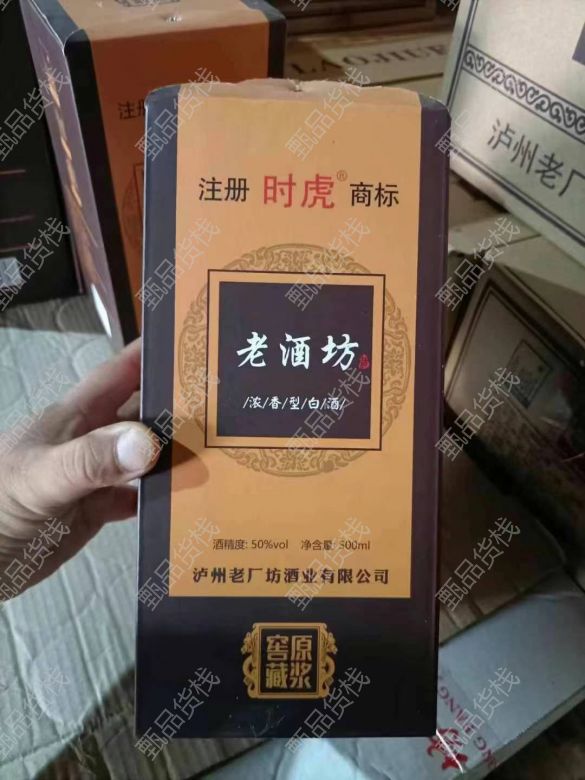 注册 时虎® 商标
老酒坊
/浓/香/型/白/酒/
酒精度: 50%vol 净含量: 500ml
泸州老厂坊酒业有限公司
原浆
窖藏
注册
泸州老厂
甄品货栈